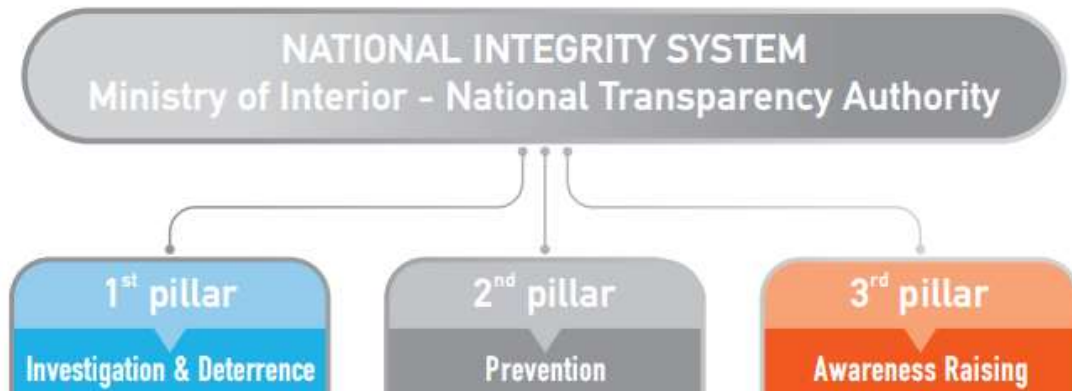 NATIONAL INTEGRITY SYSTEM
Ministry of Interior - National Transparency Authority
1st pillar
Investigation & Deterrence
2nd pillar
Prevention
3rd pillar
Awareness Raising